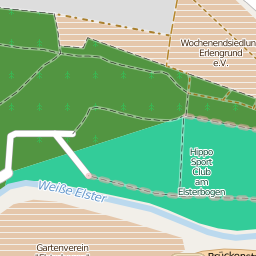 Wochenendsiedlung
Erlengrund
e.V.
Hippo
Sport
Club
am
Elsterbogen
Weiße Elster
Gartenverein